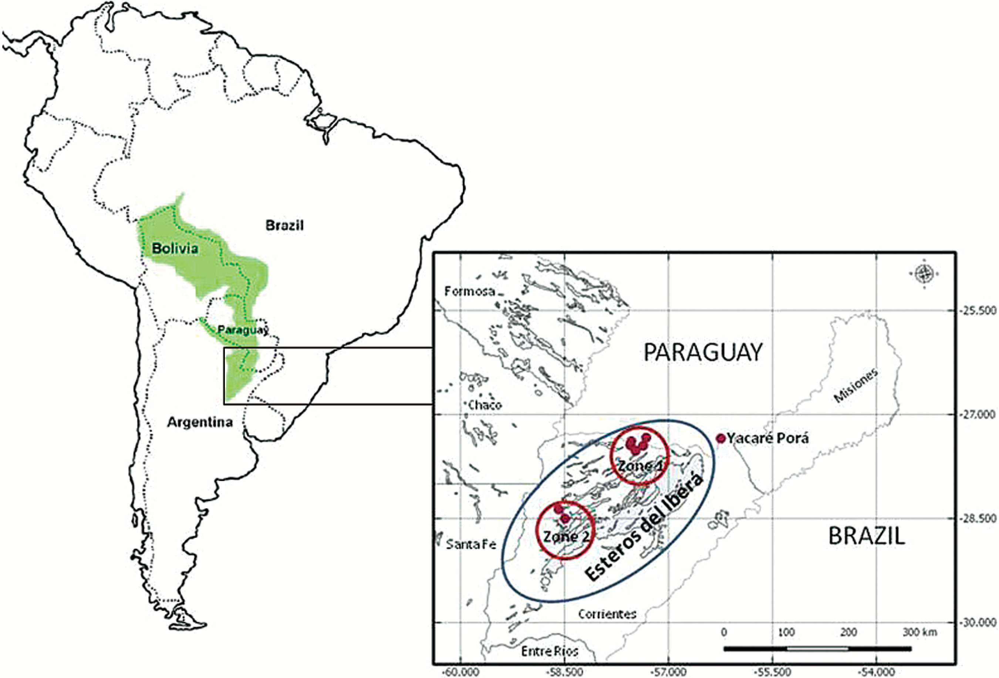 Brazil
Bolivia
Paraguay
Argentina
Formosa
-25.500
PARAGUAY
Misiones
Chaco
-27.000
Yacaré Porá
Zone 1
Esteros del Iberá
-28.500
Zone 2
BRAZIL
Santa Fe
Corrientes
-30.000
0 100 200 300 km
Entre Rios
-60.000 -58.500 -57.000 -55.500 -54.000